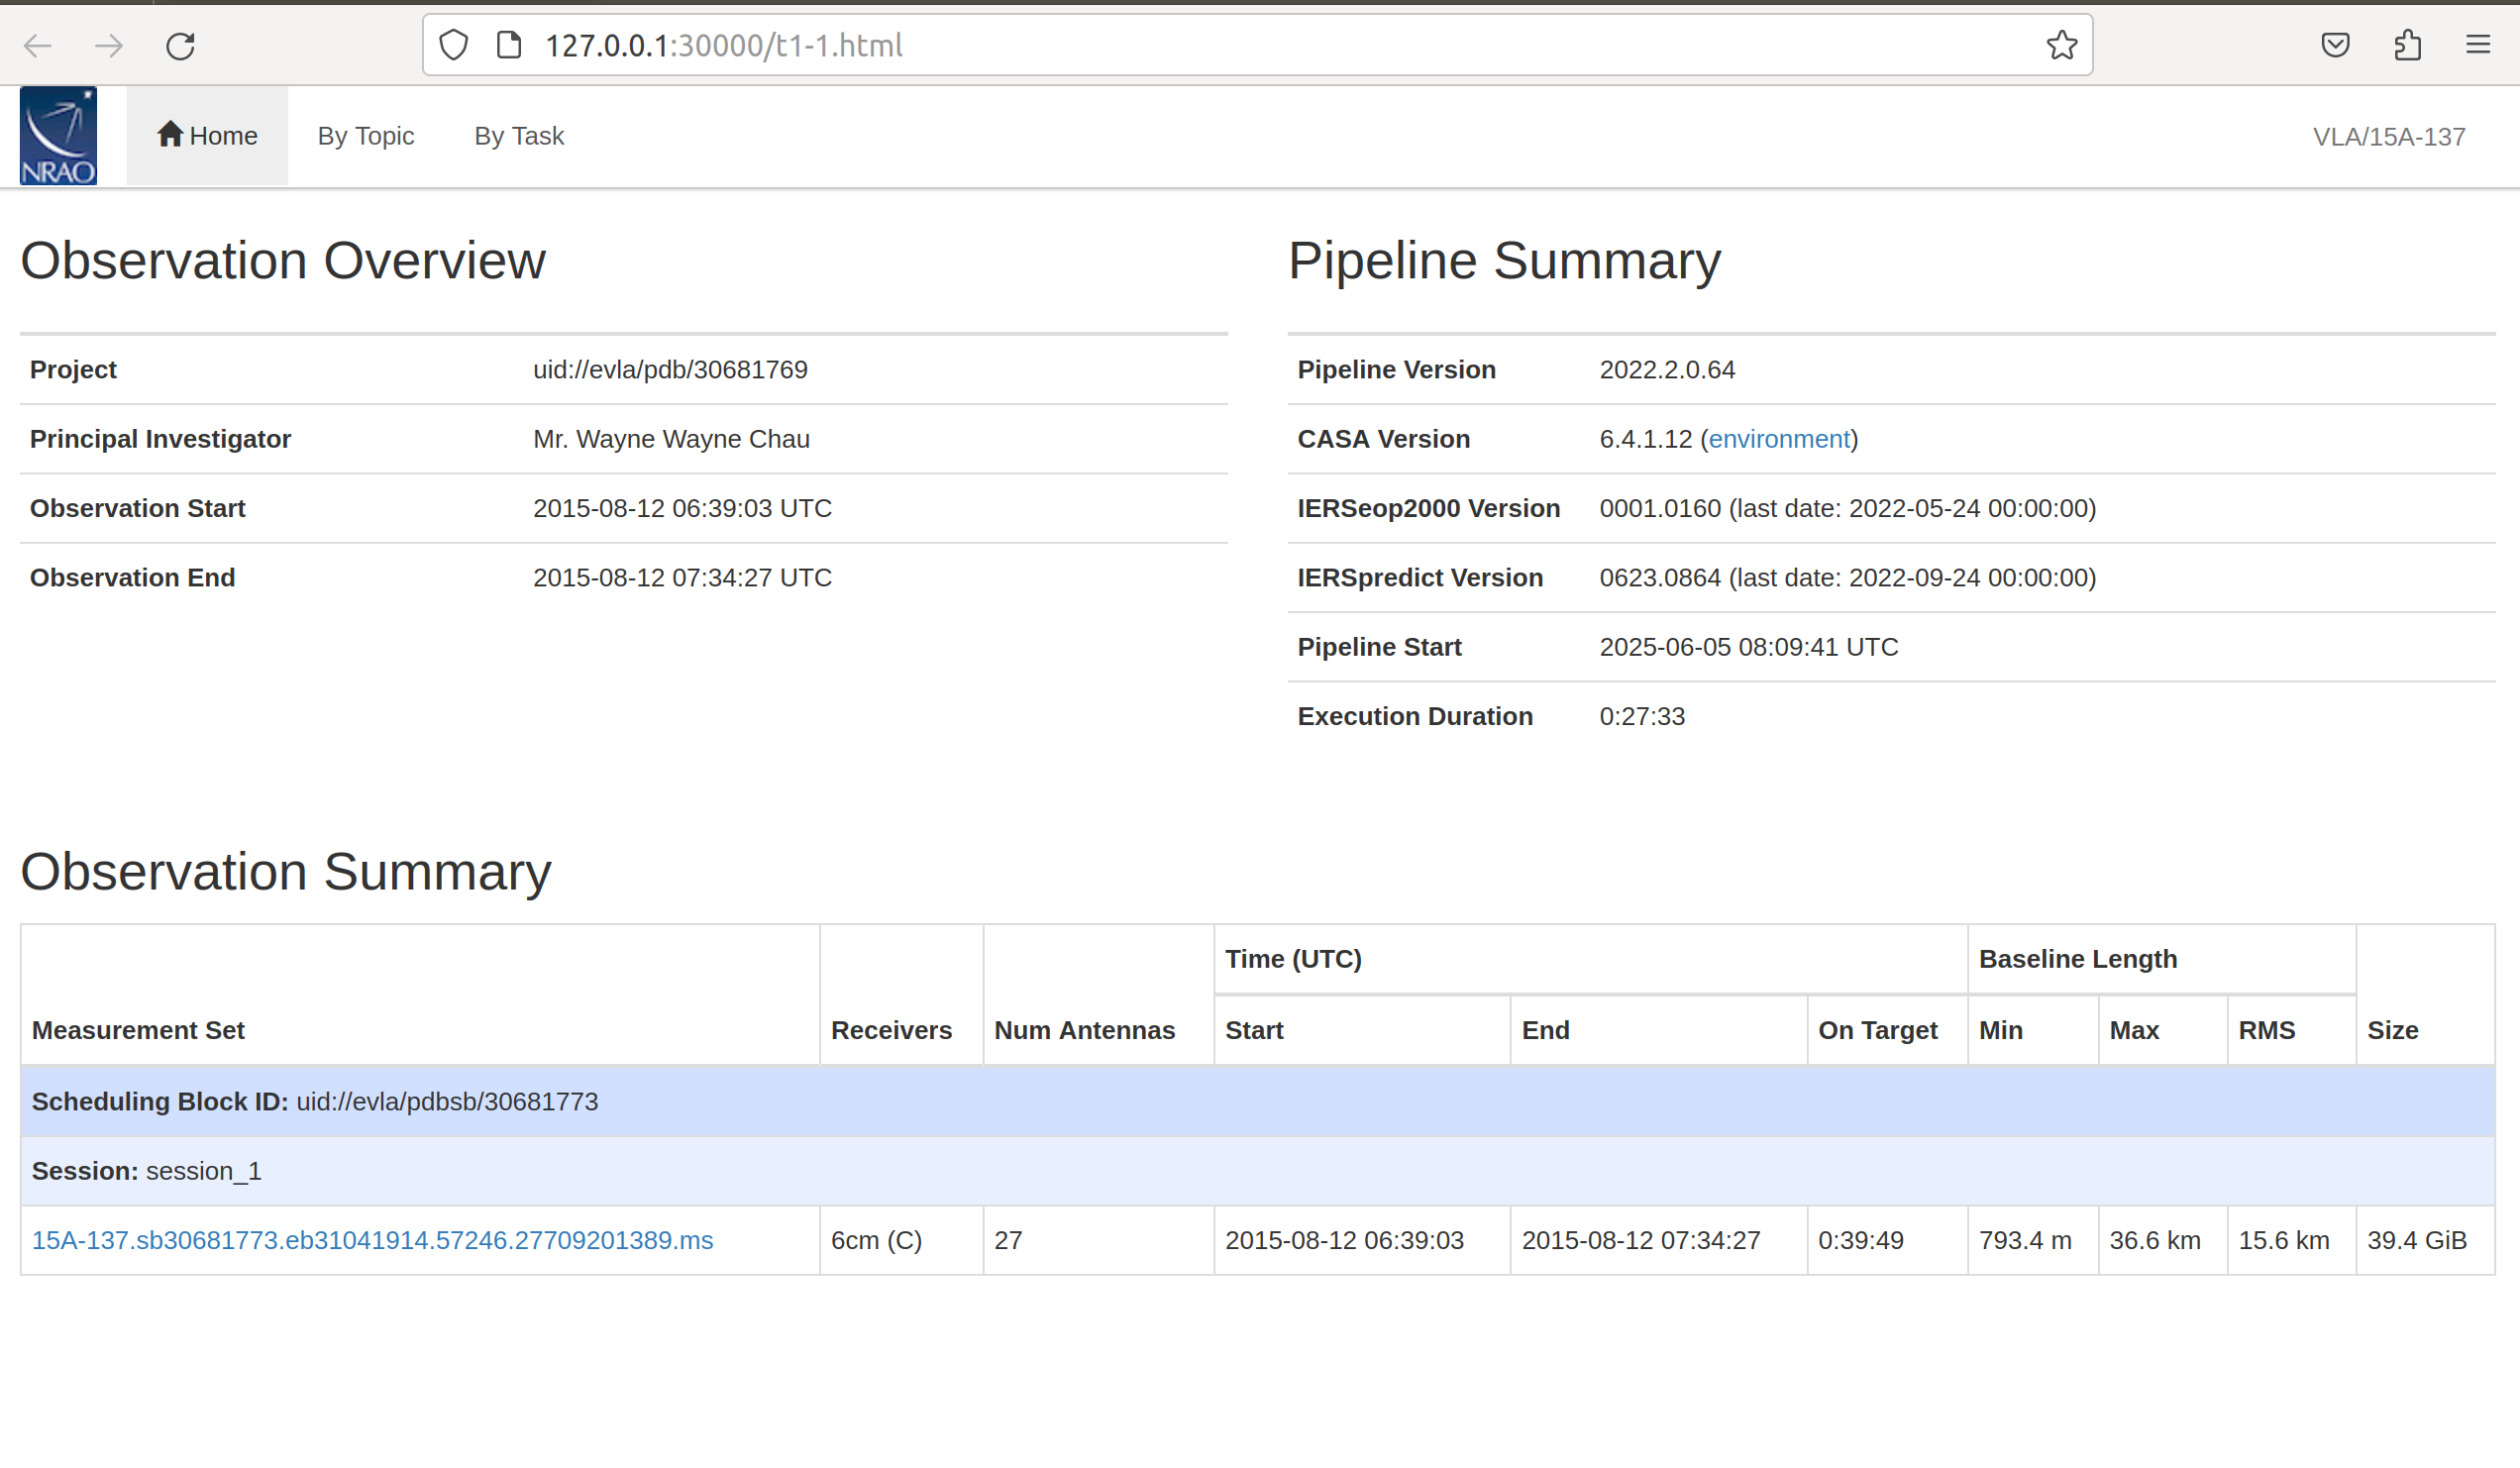 127.0.0.1:30000/t1-1.html
NRAO
Home By Topic By Task VLA/15A-137
Observation Overview
Project uid://evla/pdb/30681769
Principal Investigator Mr. Wayne Wayne Chau
Observation Start 2015-08-12 06:39:03 UTC
Observation End 2015-08-12 07:34:27 UTC
Pipeline Summary
Pipeline Version 2022.2.0.64
CASA Version 6.4.1.12 (environment)
IERSeop2000 Version 0001.0160 (last date: 2022-05-24 00:00:00)
IERSpredict Version 0623.0864 (last date: 2022-09-24 00:00:00)
Pipeline Start 2025-06-05 08:09:41 UTC
Execution Duration 0:27:33
Observation Summary
Time (UTC) Baseline Length
Measurement Set Receivers Num Antennas Start End On Target Min Max RMS Size
Scheduling Block ID: uid://evla/pdbsb/30681773
Session: session_1
15A-137.sb30681773.eb31041914.57246.27709201389.ms 6cm (C) 27 2015-08-12 06:39:03 2015-08-12 07:34:27 0:39:49 793.4 m 36.6 km 15.6 km 39.4 GiB